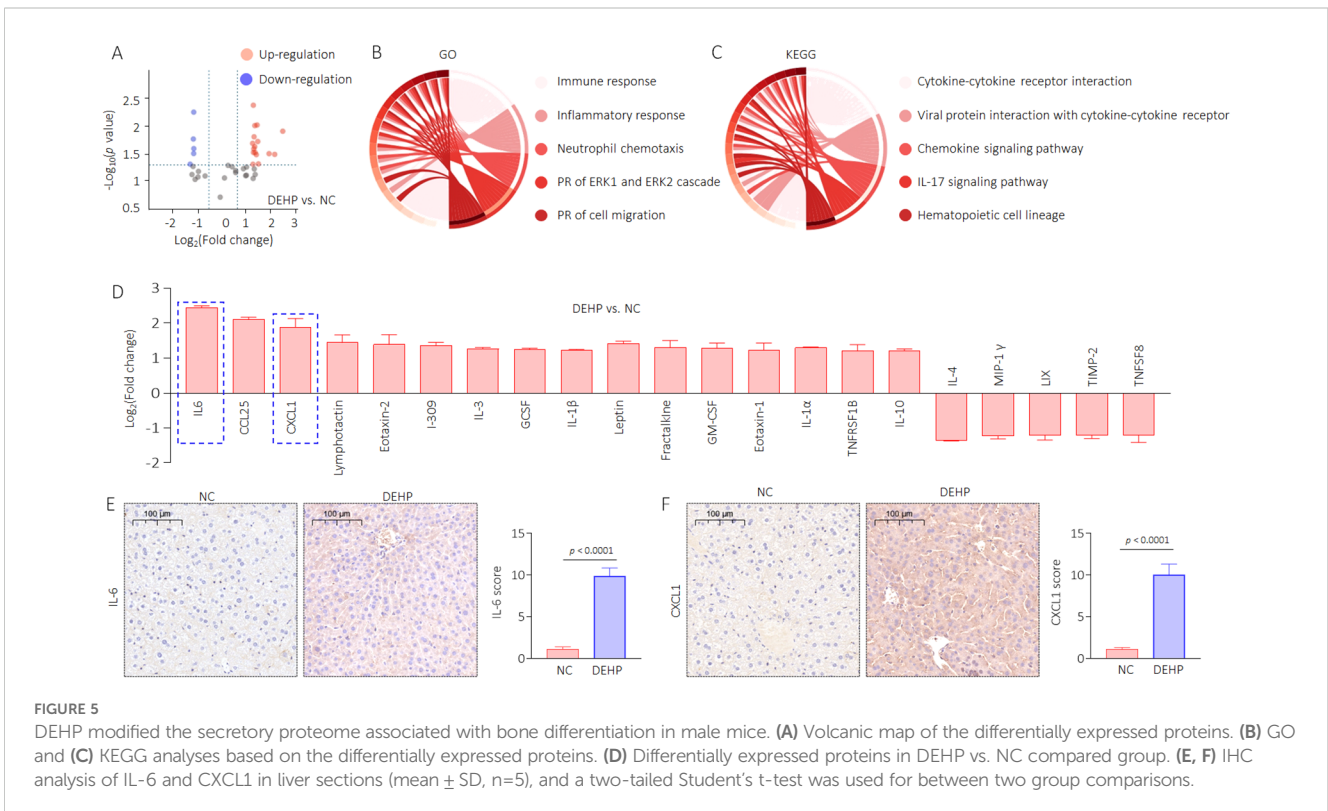 A
Up-regulation
Down-regulation
2.5
2
1.5
1
0.5
-Log10(p value)
DEHP vs. NC
-2 -1 0 1 2 3
Log2(Fold change)
B
GO
Immune response
Inflammatory response
Neutrophil chemotaxis
PR of ERK1 and ERK2 cascade
PR of cell migration
C
KEGG
Cytokine-cytokine receptor interaction
Viral protein interaction with cytokine-cytokine receptor
Chemokine signaling pathway
IL-17 signaling pathway
Hematopoietic cell lineage
D
DEHP vs. NC
3
2
1
0
-1
-2
Log2(Fold change)
IL6
CCL25
CXCL1
Lymphotactin
Eotaxin-2
I-309
IL-3
GCSF
IL-1β
Leptin
Fractalkine
GM-CSF
Eotaxin-1
IL-1α
TNFRSF1B
IL-10
IL-4
MIP-1 γ
LIX
TIMP-2
TNFSF8
E
NC
DEHP
100 µm
100 µm
IL-6
15
10
5
0
IL-6 score
p < 0.0001
NC DEHP
F
NC
DEHP
100 µm
100 µm
CXCL1
15
10
5
0
CXCL1 score
p < 0.0001
NC DEHP
FIGURE 5
DEHP modified the secretory proteome associated with bone differentiation in male mice. (A) Volcanic map of the differentially expressed proteins. (B) GO
and (C) KEGG analyses based on the differentially expressed proteins. (D) Differentially expressed proteins in DEHP vs. NC compared group. (E, F) IHC
analysis of IL-6 and CXCL1 in liver sections (mean ± SD, n=5), and a two-tailed Student's t-test was used for between two group comparisons.